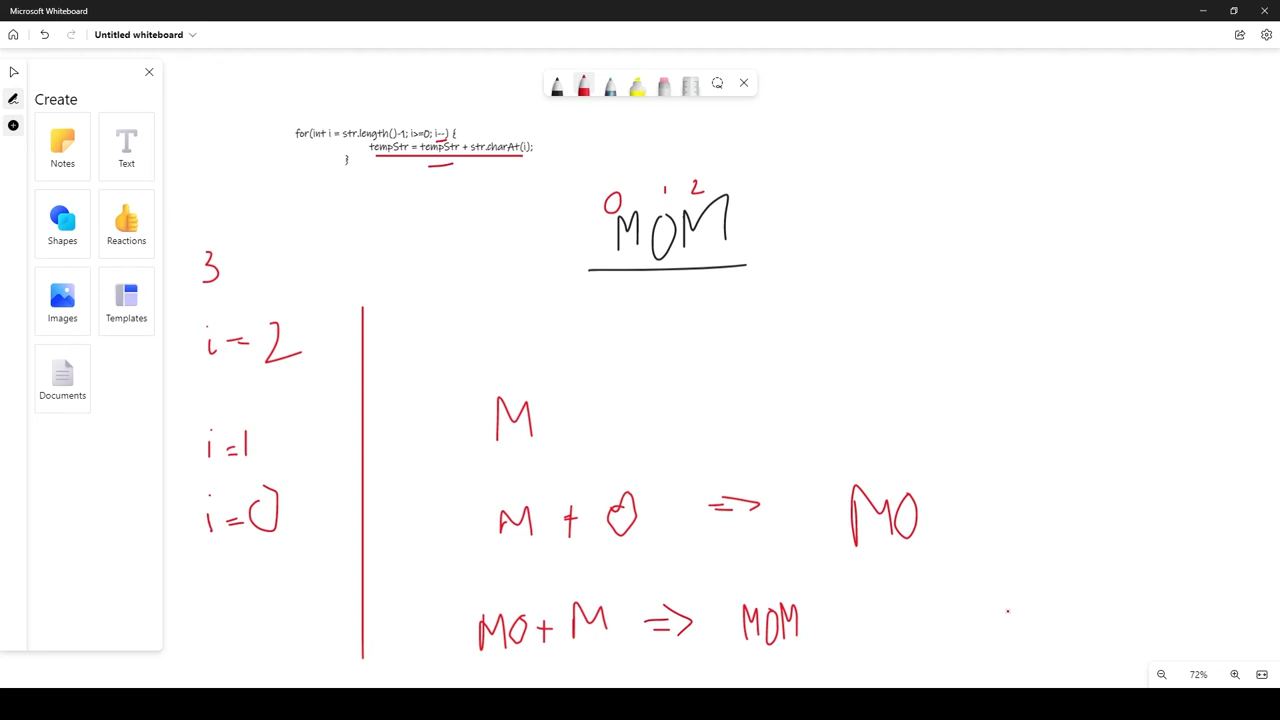 Microsoft Whiteboard
Untitled whiteboard
Create
Notes
Text
Shapes
Reactions
Images
Templates
Documents
for(int i = str.length()-1; i>=0; i--) {
tempStr = tempStr + str.charAt(i);
}
0 1 2
MOM
3
i = 2
M
i = 1
M + O => MO
i = 0
MO + M => MOM
72%